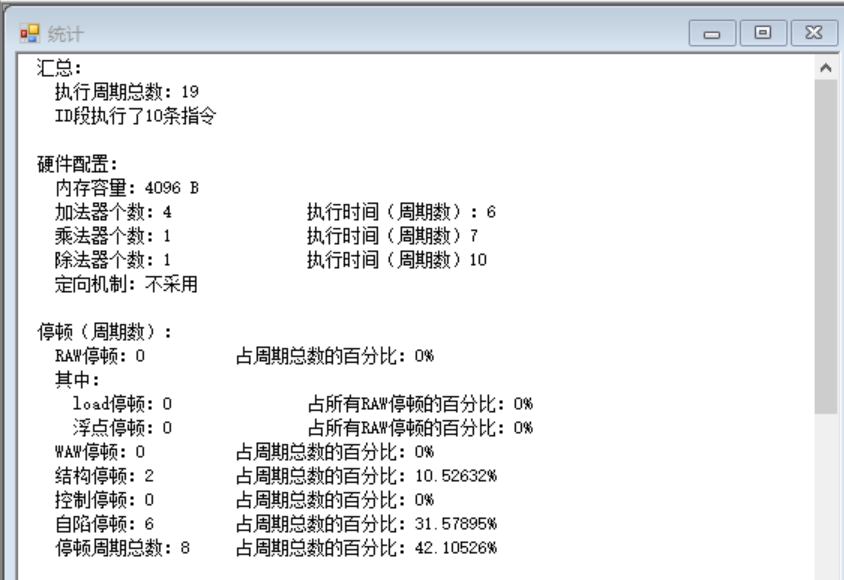 统计
汇总：
执行周期总数：19
ID段执行了10条指令
硬件配置：
内存容量：4096 B
加法器个数：4 执行时间（周期数）：6
乘法器个数：1 执行时间（周期数）7
除法器个数：1 执行时间（周期数）10
定向机制：不采用
停顿（周期数）：
RAW停顿：0 占周期总数的百分比：0%
其中：
load停顿：0 占所有RAW停顿的百分比：0%
浮点停顿：0 占所有RAW停顿的百分比：0%
WAW停顿：0 占周期总数的百分比：0%
结构停顿：2 占周期总数的百分比：10.52632%
控制停顿：0 占周期总数的百分比：0%
自陷停顿：6 占周期总数的百分比：31.57895%
停顿周期总数：8 占周期总数的百分比：42.10526%